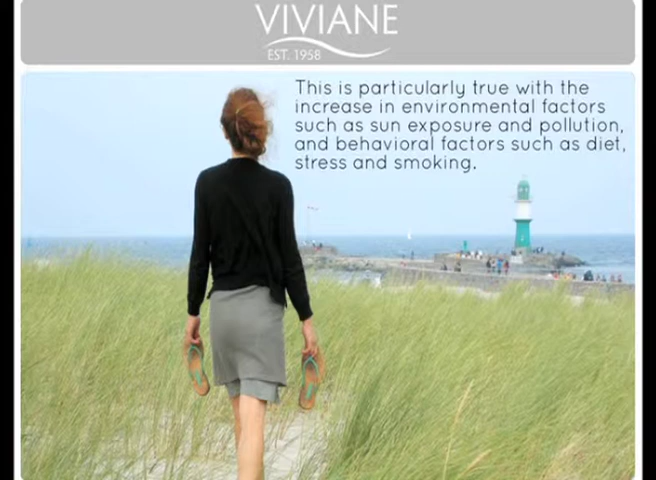 VIVIANE
EST. 1958
This is particularly true with the
increase in environmental factors
such as sun exposure and pollution,
and behavioral factors such as diet,
stress and smoking.